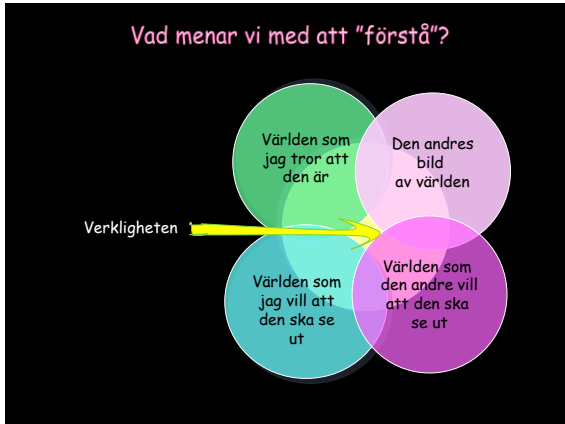 Vad menar vi med att ”förstå”?
Världen som
jag tror att
den är
Den andres
bild
av världen
Verkligheten
Världen som
jag vill att
den ska se
ut
Världen som
den andre vill
att den ska
se ut